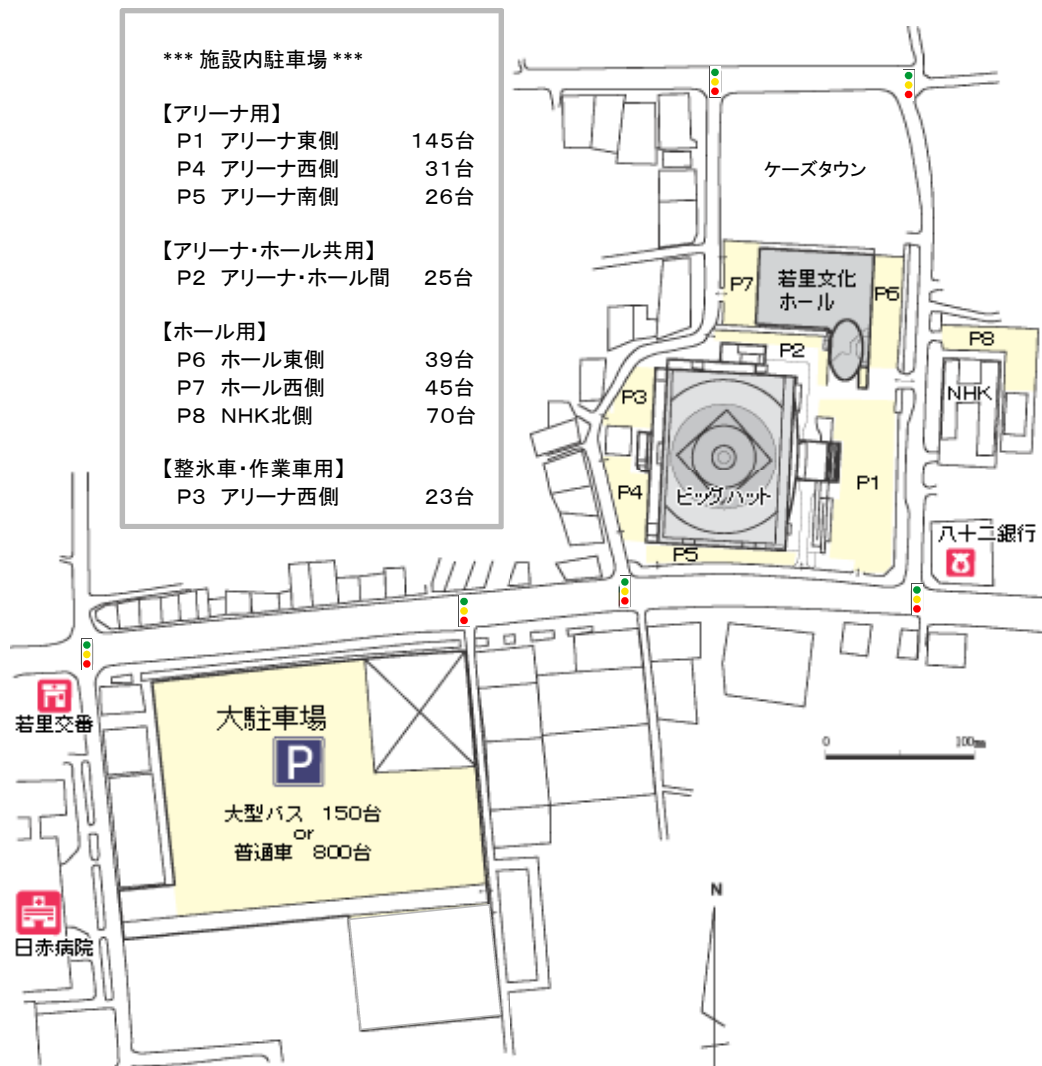 *** 施設内駐車場 ***
【アリーナ用】
P1 アリーナ東側 145台
P4 アリーナ西側 31台
P5 アリーナ南側 26台
【アリーナ・ホール共用】
P2 アリーナ・ホール間 25台
【ホール用】
P6 ホール東側 39台
P7 ホール西側 45台
P8 NHK北側 70台
【整氷車・作業車用】
P3 アリーナ西側 23台
ケーズタウン
若里文化
ホール
P7
P6
P2
P8
NHK
P3
P4
ビッグハット
P1
P5
八十二銀行
若里交番
大駐車場
P
大型バス 150台
or
普通車 800台
日赤病院
0 100m
N